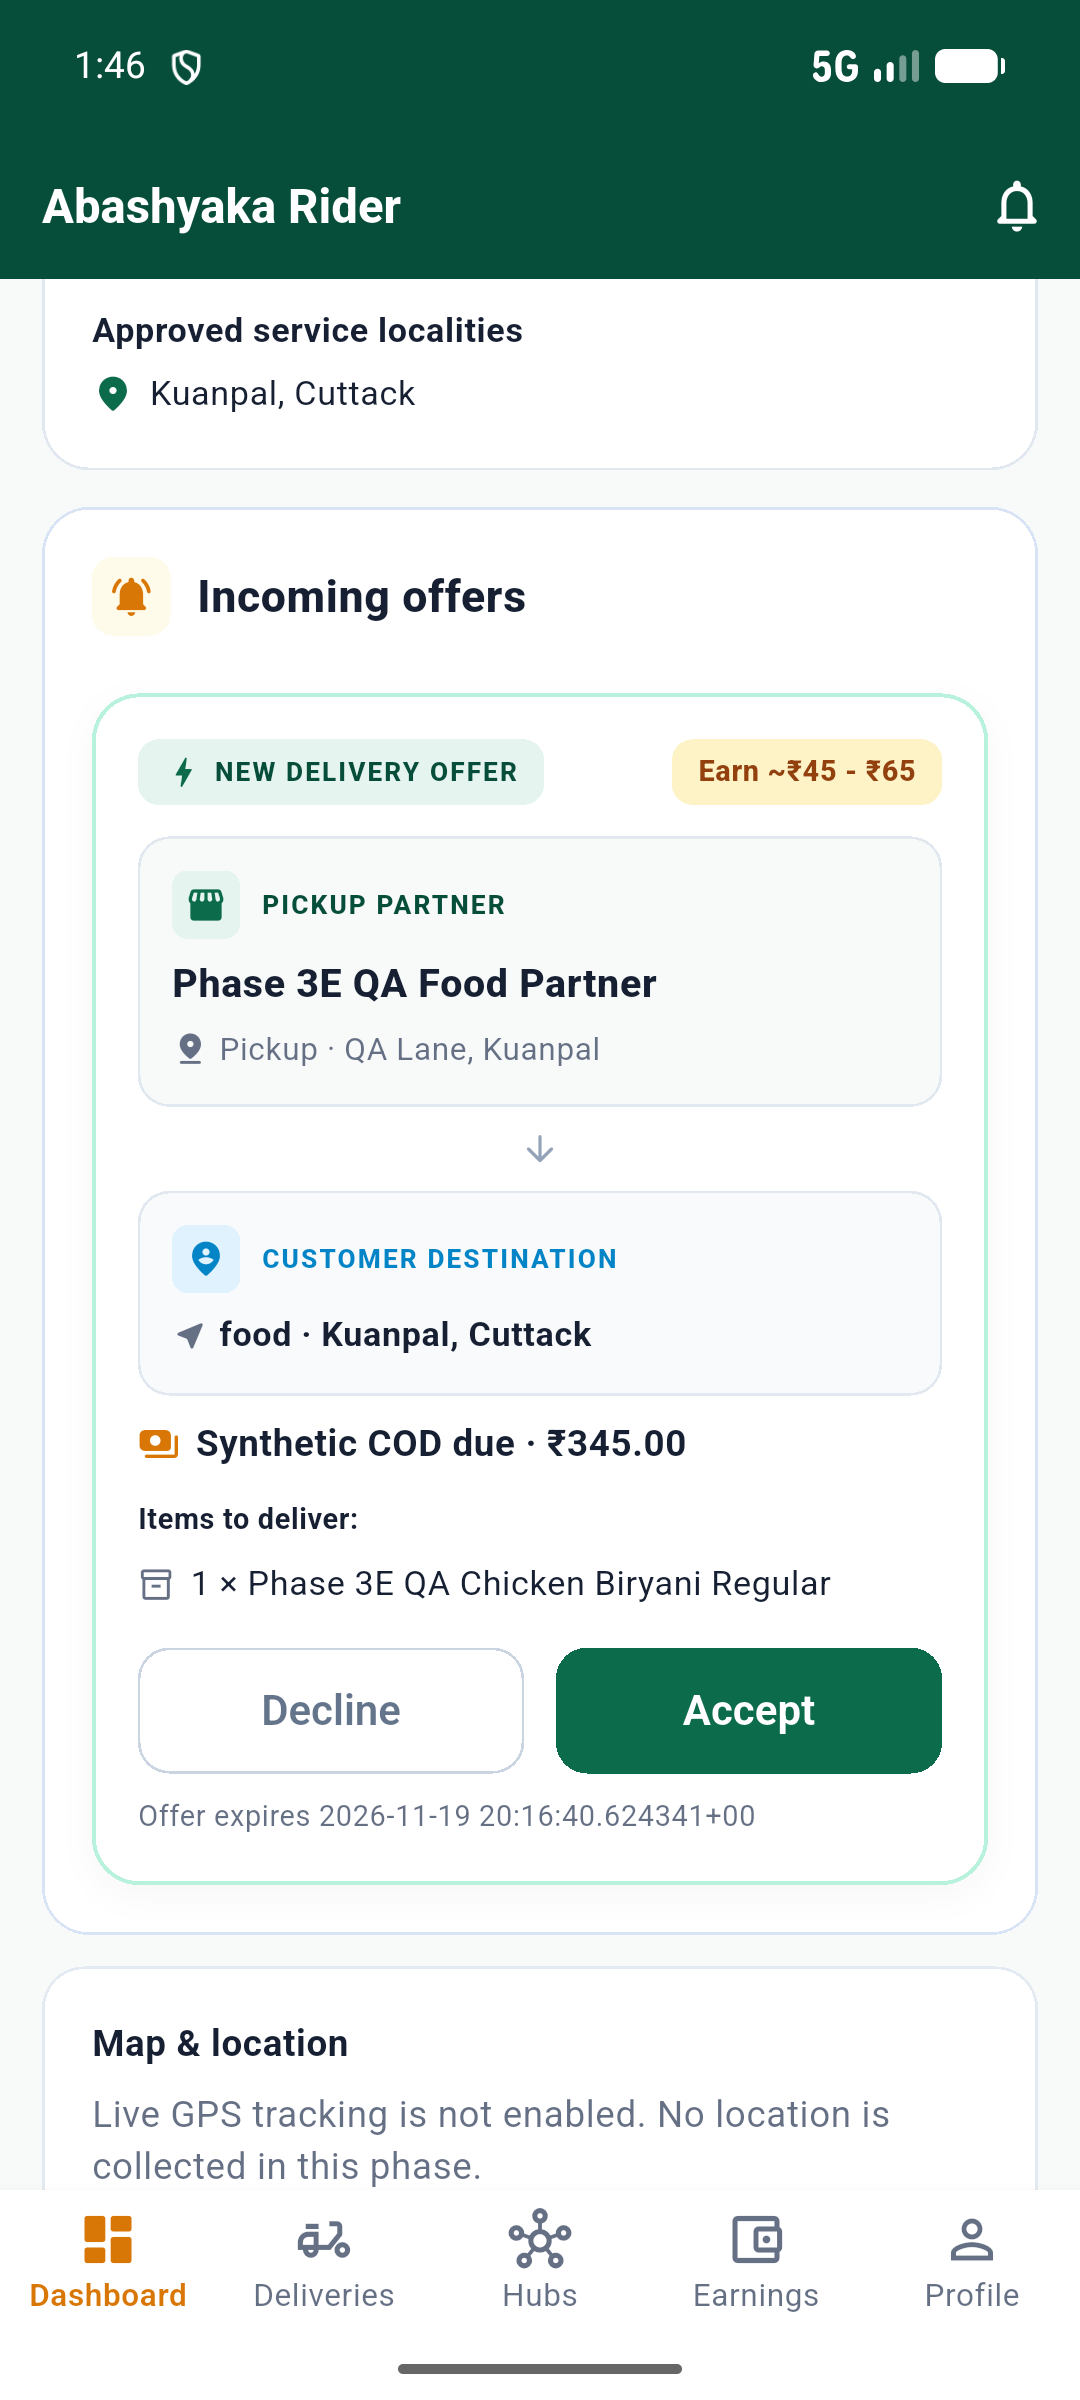 1:46
5G
Abashyaka Rider
Approved service localities
Kuanpal, Cuttack
Incoming offers
NEW DELIVERY OFFER
Earn ~₹45 - ₹65
PICKUP PARTNER
Phase 3E QA Food Partner
Pickup · QA Lane, Kuanpal
CUSTOMER DESTINATION
food · Kuanpal, Cuttack
Synthetic COD due · ₹345.00
Items to deliver:
1 × Phase 3E QA Chicken Biryani Regular
Decline
Accept
Offer expires 2026-11-19 20:16:40.624341+00
Map & location
Live GPS tracking is not enabled. No location is
collected in this phase.
Dashboard
Deliveries
Hubs
Earnings
Profile